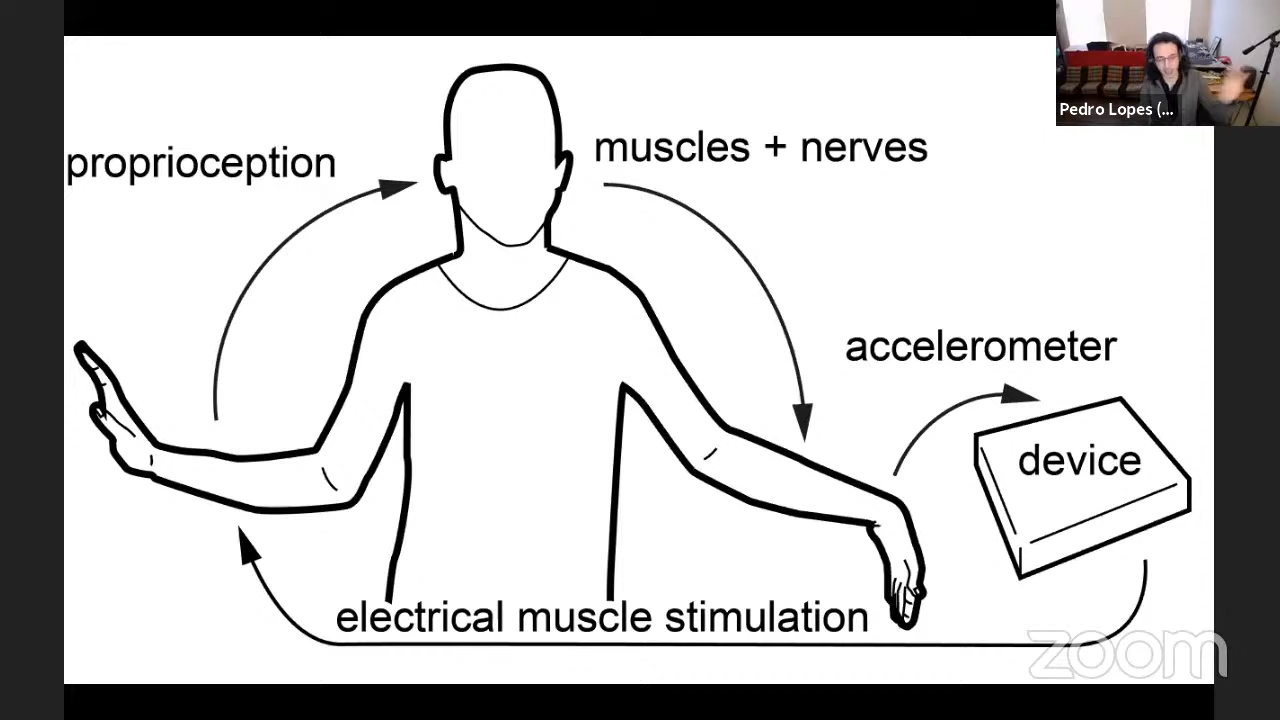 Pedro Lopes (...
muscles + nerves
proprioception
accelerometer
device
electrical muscle stimulation
zoom